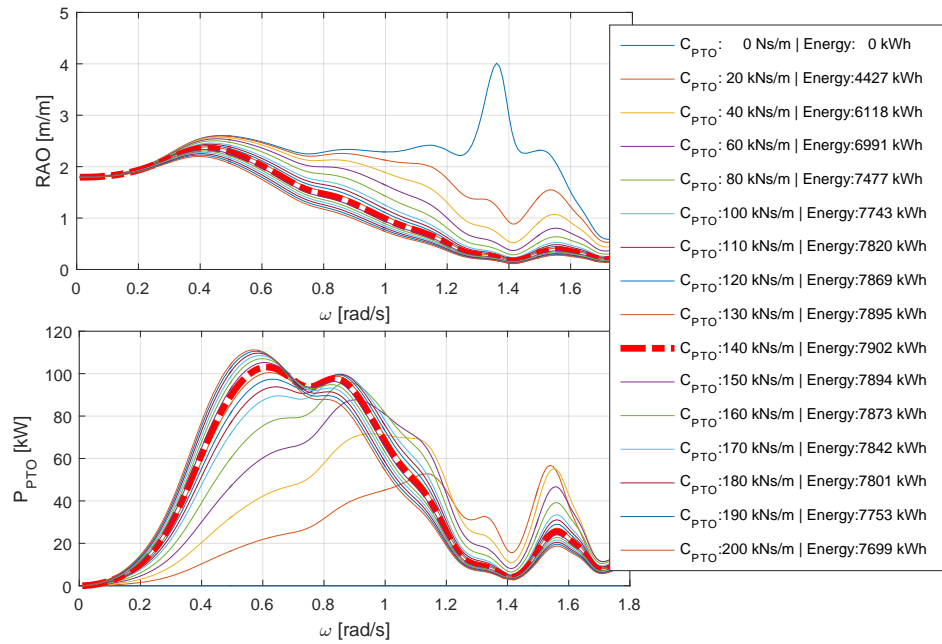 5
4
3
2
1
0
RAO [m/m]
0 0.2 0.4 0.6 0.8 1 1.2 1.4 1.6
ω [rad/s]
120
100
80
60
40
20
0
P_PTO [kW]
0 0.2 0.4 0.6 0.8 1 1.2 1.4 1.6 1.8
ω [rad/s]
C_PTO: 0 Ns/m | Energy: 0 kWh
C_PTO: 20 kNs/m | Energy:4427 kWh
C_PTO: 40 kNs/m | Energy:6118 kWh
C_PTO: 60 kNs/m | Energy:6991 kWh
C_PTO: 80 kNs/m | Energy:7477 kWh
C_PTO:100 kNs/m | Energy:7743 kWh
C_PTO:110 kNs/m | Energy:7820 kWh
C_PTO:120 kNs/m | Energy:7869 kWh
C_PTO:130 kNs/m | Energy:7895 kWh
C_PTO:140 kNs/m | Energy:7902 kWh
C_PTO:150 kNs/m | Energy:7894 kWh
C_PTO:160 kNs/m | Energy:7873 kWh
C_PTO:170 kNs/m | Energy:7842 kWh
C_PTO:180 kNs/m | Energy:7801 kWh
C_PTO:190 kNs/m | Energy:7753 kWh
C_PTO:200 kNs/m | Energy:7699 kWh